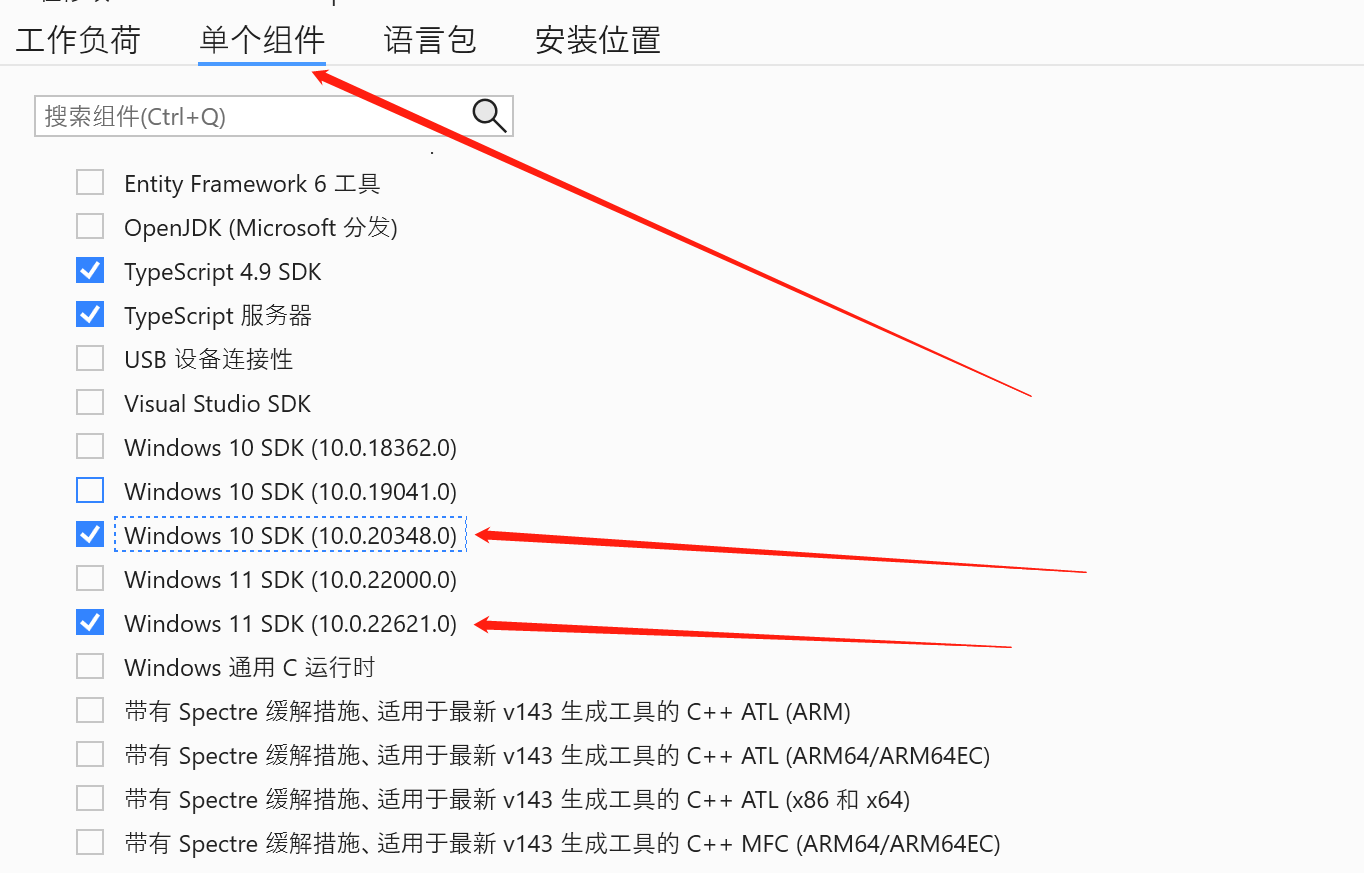 工作负荷 单个组件 语言包 安装位置
搜索组件(Ctrl+Q)
Entity Framework 6 工具
OpenJDK (Microsoft 分发)
TypeScript 4.9 SDK
TypeScript 服务器
USB 设备连接性
Visual Studio SDK
Windows 10 SDK (10.0.18362.0)
Windows 10 SDK (10.0.19041.0)
Windows 10 SDK (10.0.20348.0)
Windows 11 SDK (10.0.22000.0)
Windows 11 SDK (10.0.22621.0)
Windows 通用 C 运行时
带有 Spectre 缓解措施、适用于最新 v143 生成工具的 C++ ATL (ARM)
带有 Spectre 缓解措施、适用于最新 v143 生成工具的 C++ ATL (ARM64/ARM64EC)
带有 Spectre 缓解措施、适用于最新 v143 生成工具的 C++ ATL (x86 和 x64)
带有 Spectre 缓解措施、适用于最新 v143 生成工具的 C++ MFC (ARM64/ARM64EC)